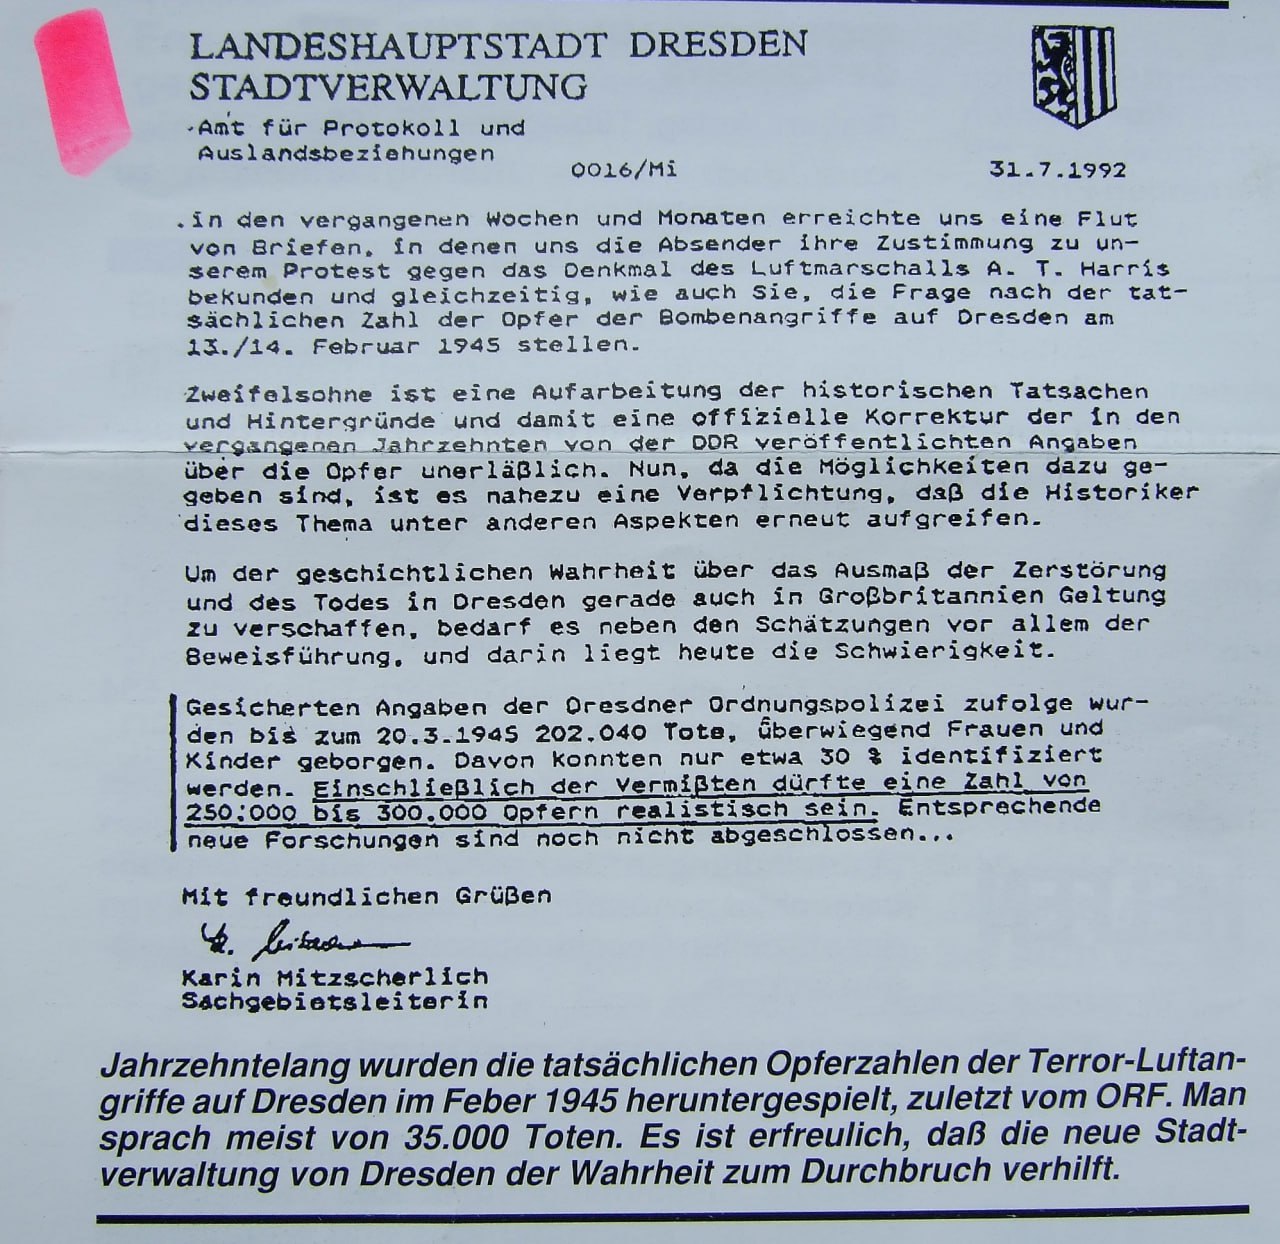 LANDESHAUPTSTADT DRESDEN
STADTVERWALTUNG
Amt für Protokoll und
Auslandsbeziehungen
0016/Mi
31.7.1992
in den vergangenen Wochen und Monaten erreichte uns eine Flut
von Briefen, in denen uns die Absender ihre Zustimmung zu un-
serem Protest gegen das Denkmal des Luftmarschalls A. T. Harris
bekunden und gleichzeitig, wie auch Sie, die Frage nach der tat-
sächlichen Zahl der Opfer der Bombenangriffe auf Dresden am
13./14. Februar 1945 stellen.
Zweifelsohne ist eine Aufarbeitung der historischen Tatsachen
und Hintergründe und damit eine offizielle Korrektur der in den
vergangenen Jahrzehnten von der DDR veröffentlichten Angaben
über die Opfer unerläßlich. Nun, da die Möglichkeiten dazu ge-
geben sind, ist es nahezu eine Verpflichtung, daß die Historiker
dieses Thema unter anderen Aspekten erneut aufgreifen.
Um der geschichtlichen Wahrheit über das Ausmaß der Zerstörung
und des Todes in Dresden gerade auch in Großbritannien Geltung
zu verschaffen, bedarf es neben den Schätzungen vor allem der
Beweisführung, und darin liegt heute die Schwierigkeit.
Gesicherten Angaben der Dresdner Ordnungspolizei zufolge wur-
den bis zum 20.3.1945 202.040 Tote, überwiegend Frauen und
Kinder geborgen. Davon konnten nur etwa 30 % identifiziert
werden. Einschließlich der Vermißten dürfte eine Zahl von
250.000 bis 300.000 Opfern realistisch sein. Entsprechende
neue Forschungen sind noch nicht abgeschlossen...
Mit freundlichen Grüßen
Karin Mitzscherlich
Sachgebietsleiterin
Jahrzehntelang wurden die tatsächlichen Opferzahlen der Terror-Luftan-
griffe auf Dresden im Feber 1945 heruntergespielt, zuletzt vom ORF. Man
sprach meist von 35.000 Toten. Es ist erfreulich, daß die neue Stadt-
verwaltung von Dresden der Wahrheit zum Durchbruch verhilft.